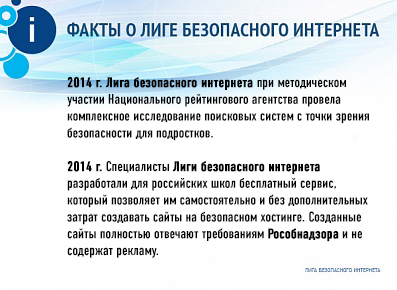 i
ФАКТЫ О ЛИГЕ БЕЗОПАСНОГО ИНТЕРНЕТА
2014 г. Лига безопасного интернета при методическом
участии Национального рейтингового агентства провела
комплексное исследование поисковых систем с точки зрения
безопасности для подростков.
2014 г. Специалисты Лиги безопасного интернета
разработали для российских школ бесплатный сервис,
который позволяет им самостоятельно и без дополнительных
затрат создавать сайты на безопасном хостинге. Созданные
сайты полностью отвечают требованиям Рособнадзора и не
содержат рекламу.
ЛИГА БЕЗОПАСНОГО ИНТЕРНЕТА